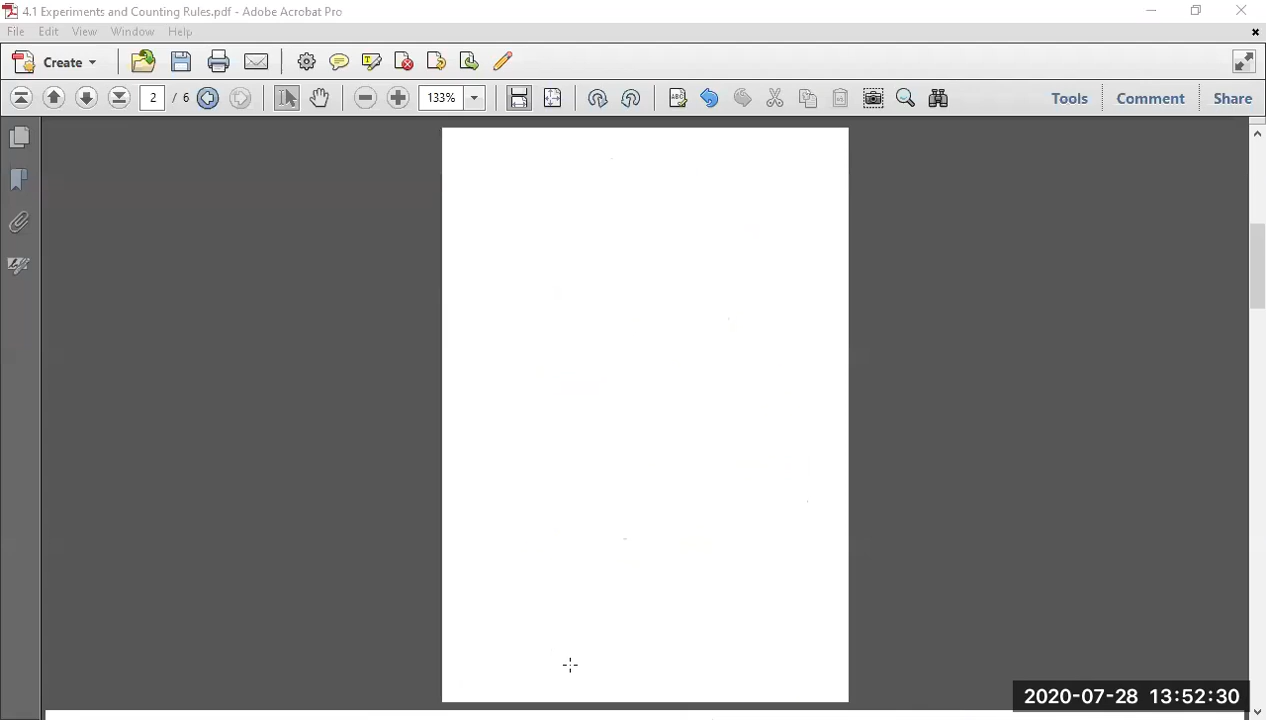 4.1 Experiments and Counting Rules.pdf - Adobe Acrobat Pro
File Edit View Window Help
Create
2 / 6 133% Tools Comment Share
2020-07-28 13:52:30